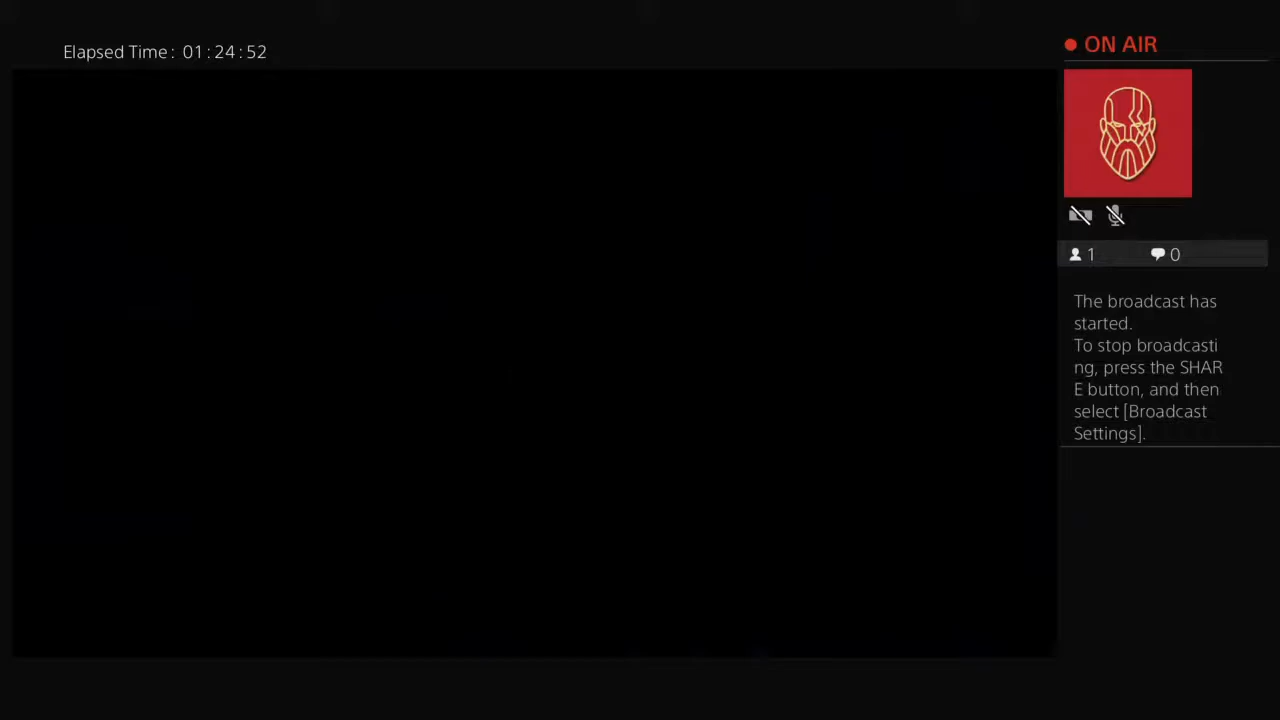 Elapsed Time: 01:24:52
ON AIR
1 0
The broadcast has
started.
To stop broadcasti
ng, press the SHAR
E button, and then
select [Broadcast
Settings].